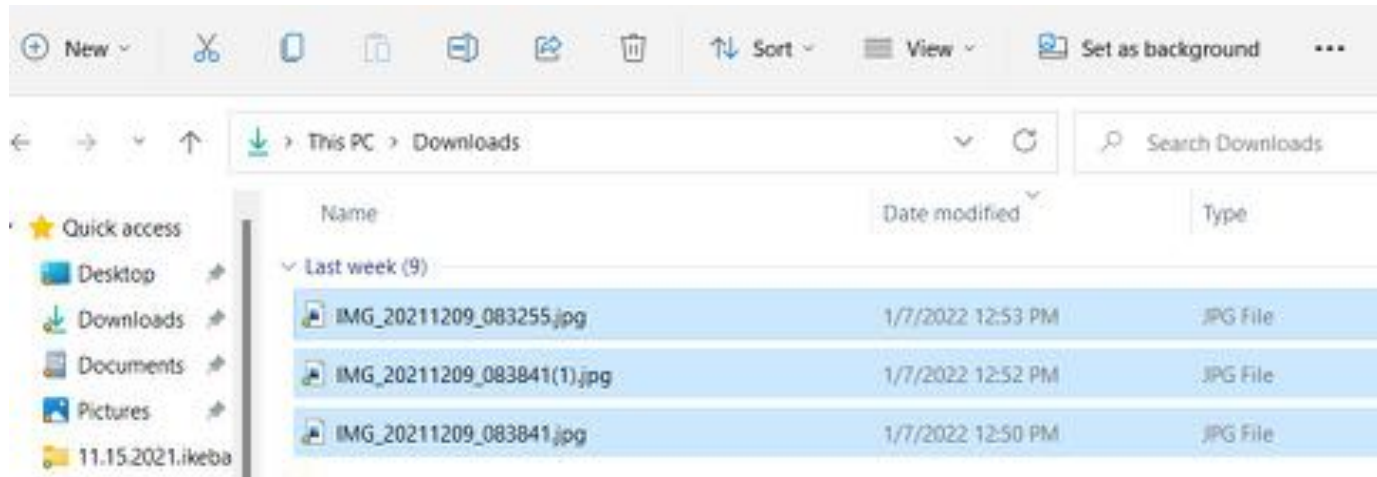 New Sort View Set as background ...
This PC > Downloads Search Downloads
Name Date modified Type
Quick access
Last week (9)
Desktop
IMG_20211209_083255.jpg 1/7/2022 12:53 PM JPG File
Downloads
Documents
IMG_20211209_083841(1).jpg 1/7/2022 12:52 PM JPG File
Pictures
IMG_20211209_083841.jpg 1/7/2022 12:50 PM JPG File
11.15.2021.ikeba